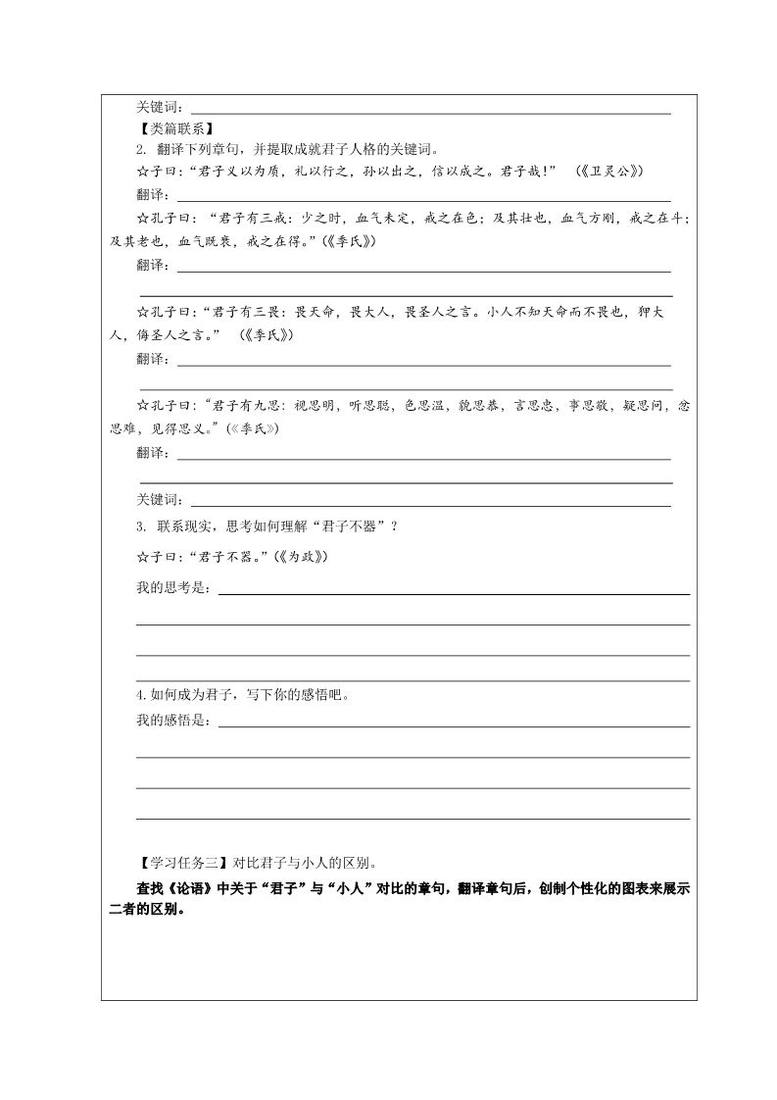 关键词：
【类篇联系】
2. 翻译下列章句，并提取成就君子人格的关键词。
☆子曰：“君子义以为质，礼以行之，孙以出之，信以成之。君子哉！” （《卫灵公》）
翻译：
☆孔子曰：“君子有三戒：少之时，血气未定，戒之在色；及其壮也，血气方刚，戒之在斗；
及其老也，血气既衰，戒之在得。”（《季氏》）
翻译：
☆孔子曰：“君子有三畏：畏天命，畏大人，畏圣人之言。小人不知天命而不畏也，狎大
人，侮圣人之言。” （《季氏》）
翻译：
☆孔子曰：“君子有九思：视思明，听思聪，色思温，貌思恭，言思忠，事思敬，疑思问，忿
思难，见得思义。”（《季氏》）
翻译：
关键词：
3. 联系现实，思考如何理解“君子不器”？
☆子曰：“君子不器。”（《为政》）
我的思考是：
4.如何成为君子，写下你的感悟吧。
我的感悟是：
【学习任务三】对比君子与小人的区别。
查找《论语》中关于“君子”与“小人”对比的章句，翻译章句后，创制个性化的图表来展示
二者的区别。